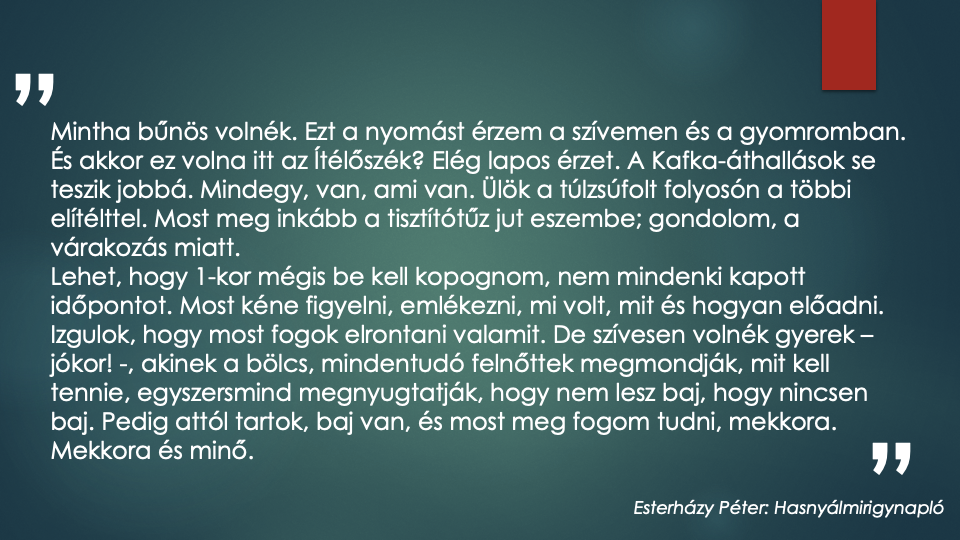 ”
Mintha bűnös volnék. Ezt a nyomást érzem a szívemen és a gyomromban.
És akkor ez volna itt az Ítélőszék? Elég lapos érzet. A Kafka-áthallások se
teszik jobbá. Mindegy, van, ami van. Ülök a túlzsúfolt folyosón a többi
elítélttel. Most meg inkább a tisztítótűz jut eszembe; gondolom, a
várakozás miatt.
Lehet, hogy 1-kor mégis be kell kopognom, nem mindenki kapott
időpontot. Most kéne figyelni, emlékezni, mi volt, mit és hogyan előadni.
Izgulok, hogy most fogok elrontani valamit. De szívesen volnék gyerek –
jókor! -, akinek a bölcs, mindentudó felnőttek megmondják, mit kell
tennie, egyszersmind megnyugtatják, hogy nem lesz baj, hogy nincsen
baj. Pedig attól tartok, baj van, és most meg fogom tudni, mekkora.
Mekkora és minő.
”
Esterházy Péter: Hasnyálmirigynapló